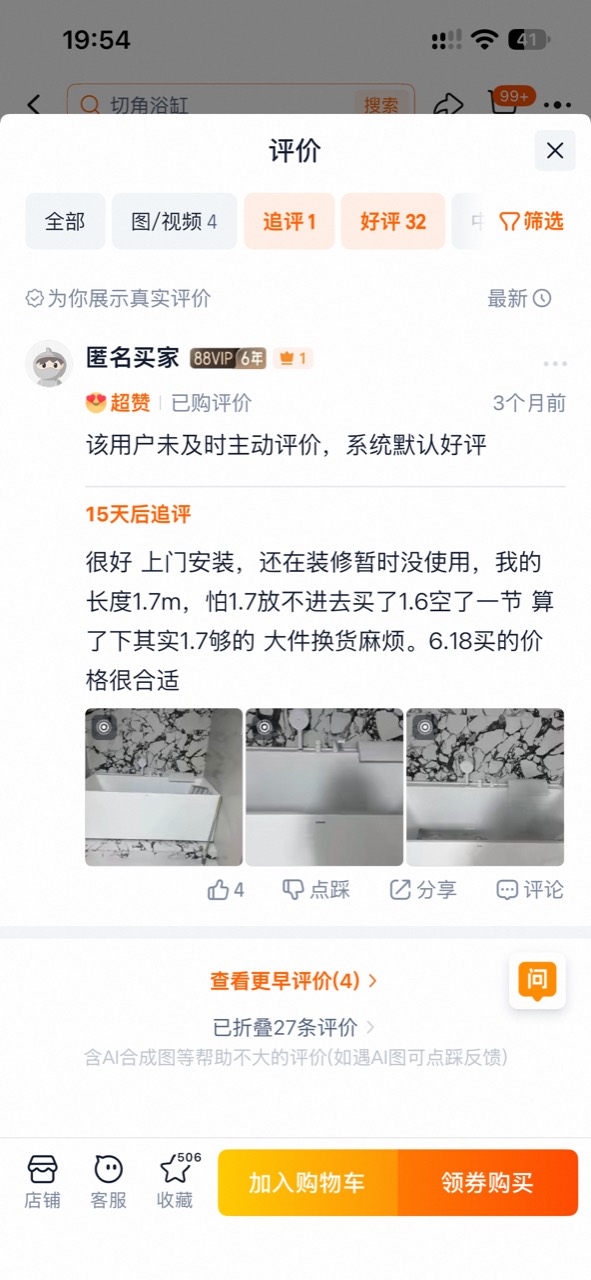 19:54
41
切角浴缸
搜索
99+
评价
全部
图/视频 4
追评 1
好评 32
筛选
为你展示真实评价
最新
匿名买家 88VIP 6年 1
超赞 已购评价
3个月前
该用户未及时主动评价，系统默认好评
15天后追评
很好 上门安装，还在装修暂时没使用，我的
长度1.7m，怕1.7放不进去买了1.6空了一节 算
了下其实1.7够的 大件换货麻烦。6.18买的价
格很合适
4 点踩 分享 评论
查看更早评价(4)
问
已折叠27条评价
含AI合成图等帮助不大的评价(如遇AI图可点踩反馈)
506
店铺 客服 收藏
加入购物车
领券购买